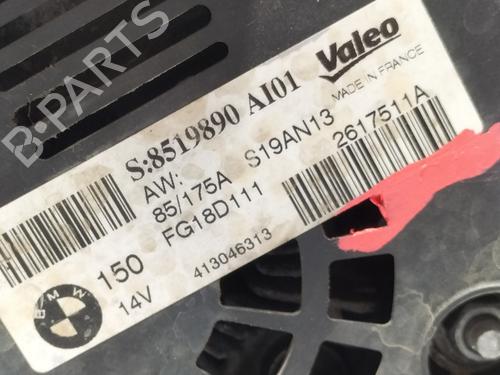 B-PARTS
Valeo
MADE IN FRANCE
S:8519890 AI01
AW:
85/175A
S19AN13
2617511A
FG18D111
150
14V
413046313
BMW